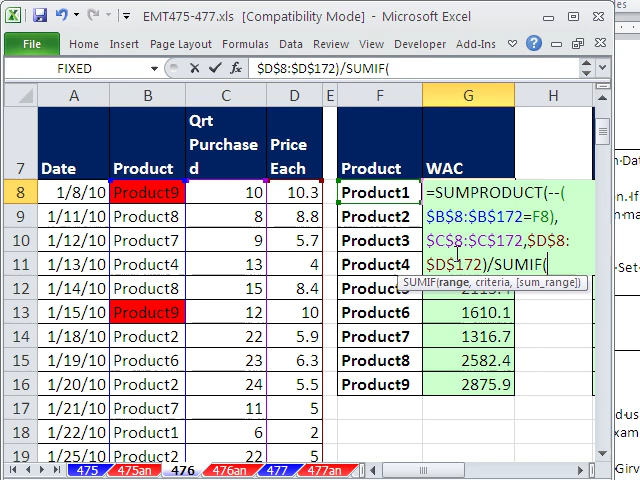 EMT475-477.xls [Compatibility Mode] - Microsoft Excel
File Home Insert Page Form Data Review View Developer Add-Ins
FIXED $D$8:$D$172)/SUMIF(
fx
A B C D E F G H
7 Date Product Qrt Purchase d Price Each Product WAC
8 1/8/10 Product9 10 10.3 Product1 =SUMPRODUCT(--(
9 1/11/10 Product8 8 8.8 Product2 $B$8:$B$172=F8),
10 1/12/10 Product7 9 5.7 Product3 $C$8:$C$172,$D$8:
11 1/13/10 Product4 13 4 Product4 $D$172)/SUMIF(
SUMIF(range, criteria, [sum_range])
12 1/14/10 Product8 15 8.4
13 1/15/10 Product9 12 10 Product6 1610.1
14 1/18/10 Product2 22 5.9 Product7 1316.7
15 1/19/10 Product6 23 6.3 Product8 2582.4
16 1/20/10 Product2 24 5.5 Product9 2875.9
17 1/21/10 Product7 11 5
18 1/22/10 Product1 6 2
19 1/25/10 Product2 22 5.9
475 475an 476 476an 477 477an